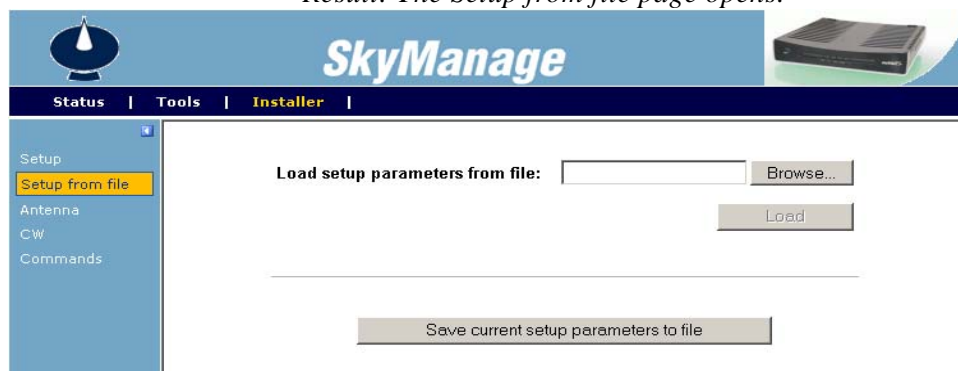 Result: The Setup from file page opens.
SkyManage
Status | Tools | Installer |
Setup
Setup from file
Antenna
CW
Commands
Load setup parameters from file: Browse...
Load
Save current setup parameters to file